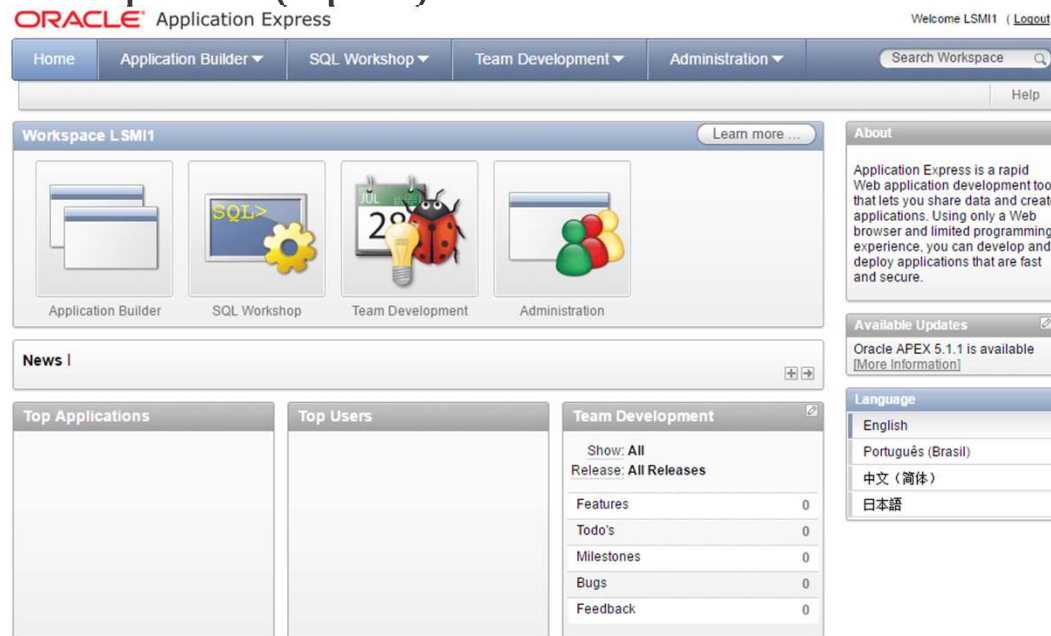 ORACLE Application Express
Welcome LSMI1 ( Logout
Home
Application Builder
SQL Workshop
Team Development
Administration
Search Workspace
Help
Workspace LSMI1
Learn more ...
JUL
28
SQL>
Application Builder
SQL Workshop
Team Development
Administration
News
Top Applications
Top Users
Team Development
Show: All
Release: All Releases
Features 0
Todo's 0
Milestones 0
Bugs 0
Feedback 0
About
Application Express is a rapid
Web application development too
that lets you share data and create
applications. Using only a Web
browser and limited programming
experience, you can develop and
deploy applications that are fast
and secure.
Available Updates
Oracle APEX 5.1.1 is available
[More Information]
Language
English
Português (Brasil)
中文（简体）
日本語